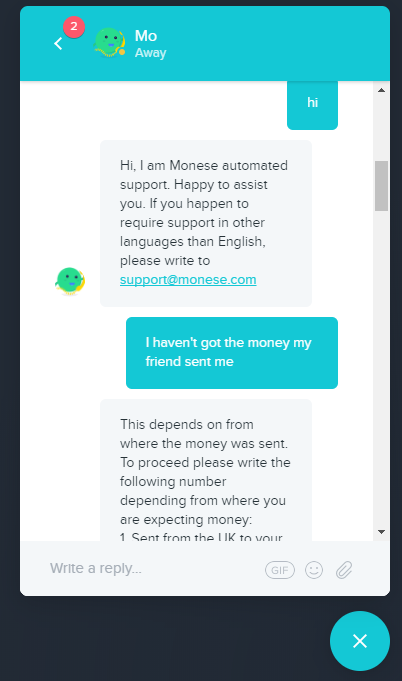 2
Mo
Away
hi
Hi, I am Monese automated
support. Happy to assist
you. If you happen to
require support in other
languages than English,
please write to
support@monese.com
I haven't got the money my
friend sent me
This depends on from
where the money was sent.
To proceed please write the
following number
depending from where you
are expecting money:
1. Sent from the UK to your
Write a reply...
GIF